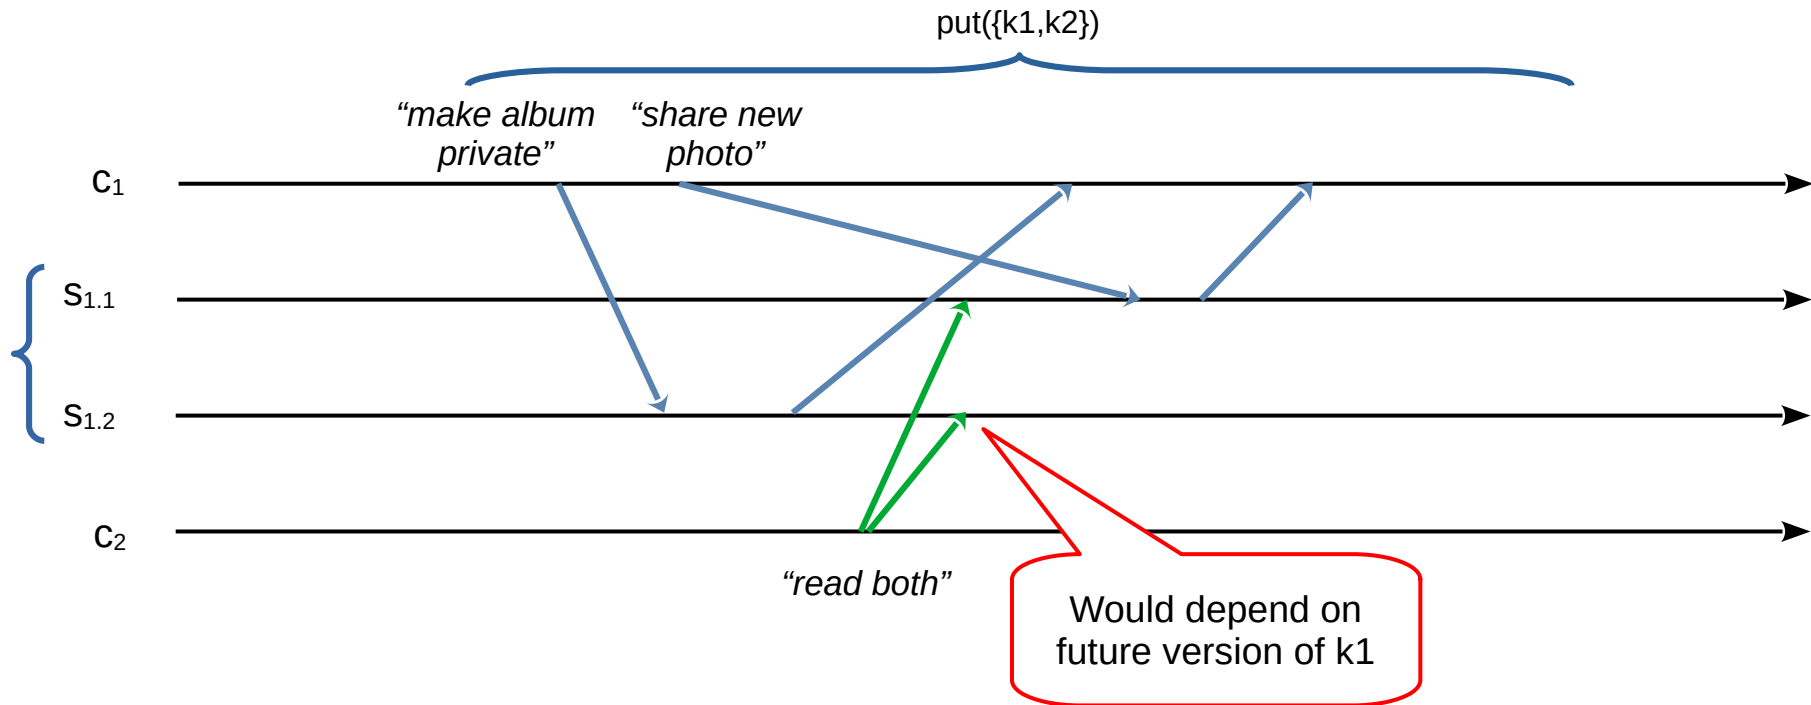 put({k1,k2})
“make album
private”
“share new
photo”
c1
s1.1
s1.2
c2
“read both”
Would depend on
future version of k1